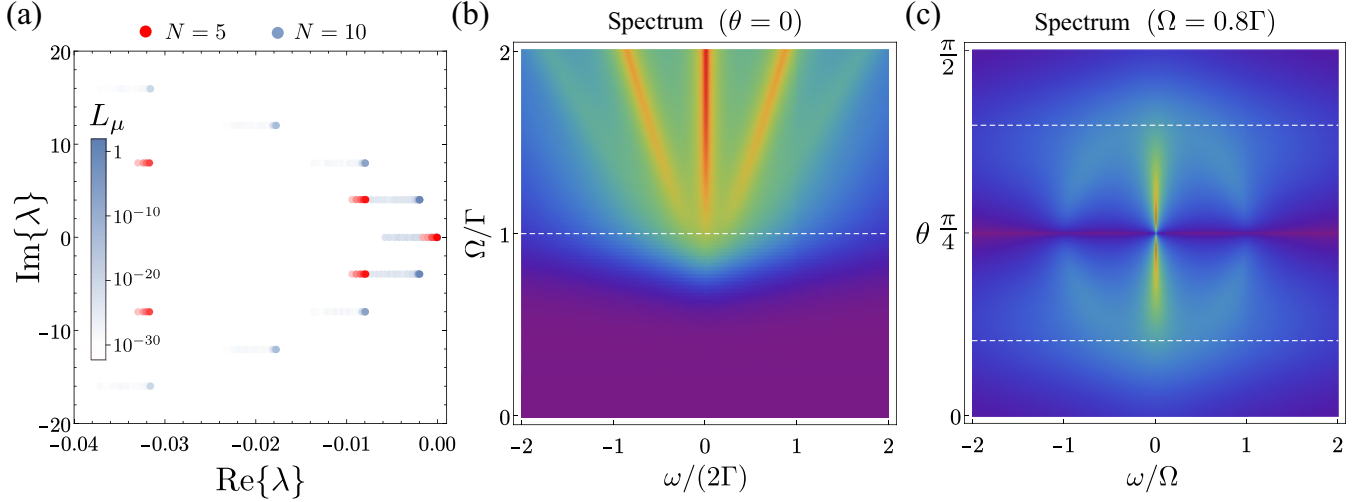 (a)
N = 5
N = 10
20
10
0
−10
−20
Im{λ}
L_μ
1
10^{-10}
10^{-20}
10^{-30}
−0.04
−0.03
−0.02
−0.01
0.00
Re{λ}
(b)
Spectrum (θ = 0)
2
1
0
Ω/Γ
−2
−1
0
1
2
ω/(2Γ)
(c)
Spectrum (Ω = 0.8Γ)
π/2
θ π/4
0
−2
−1
0
1
2
ω/Ω